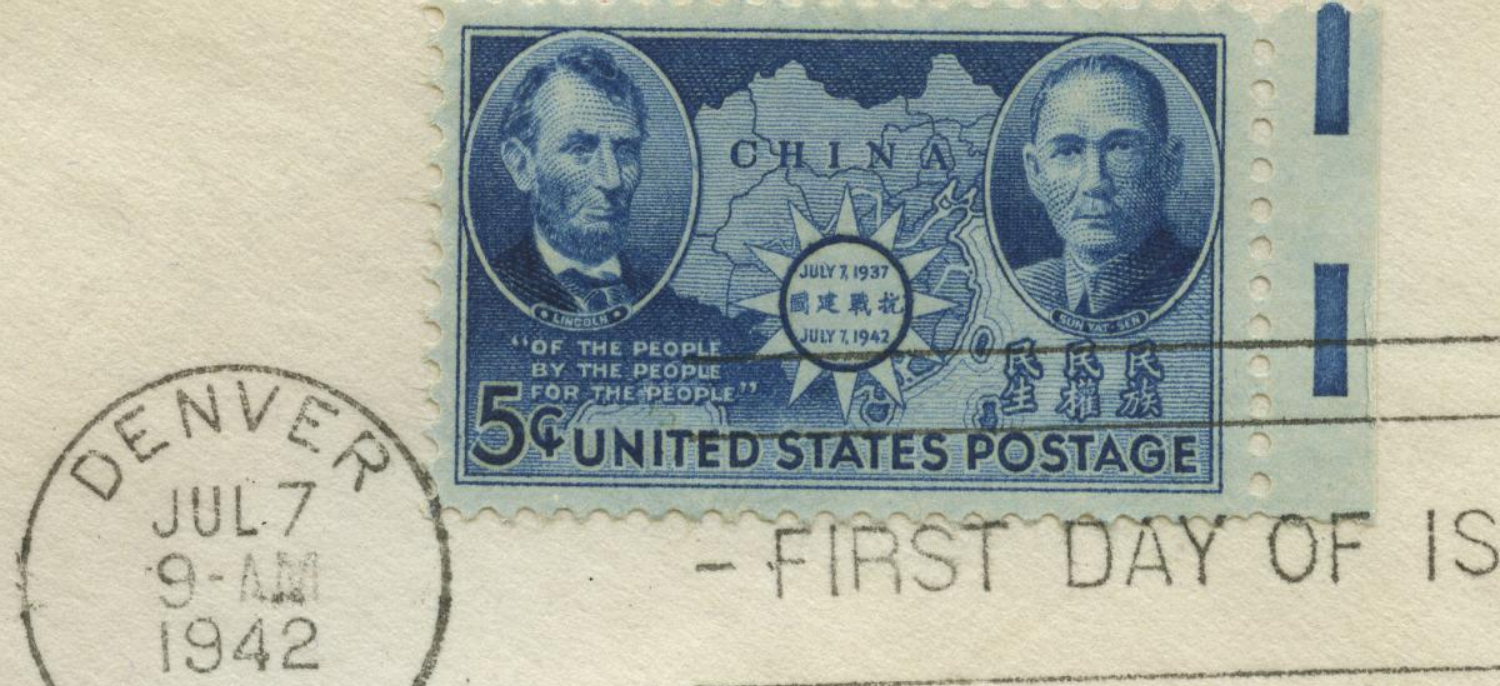 CHINA
LINCOLN
SUN YAT-SEN
JULY 7, 1937
國建戰抗
JULY 7, 1942
"OF THE PEOPLE
BY THE PEOPLE
FOR THE PEOPLE"
民族
民權
民生
5¢ UNITED STATES POSTAGE
DENVER
JUL 7
9-AM
1942
- FIRST DAY OF IS